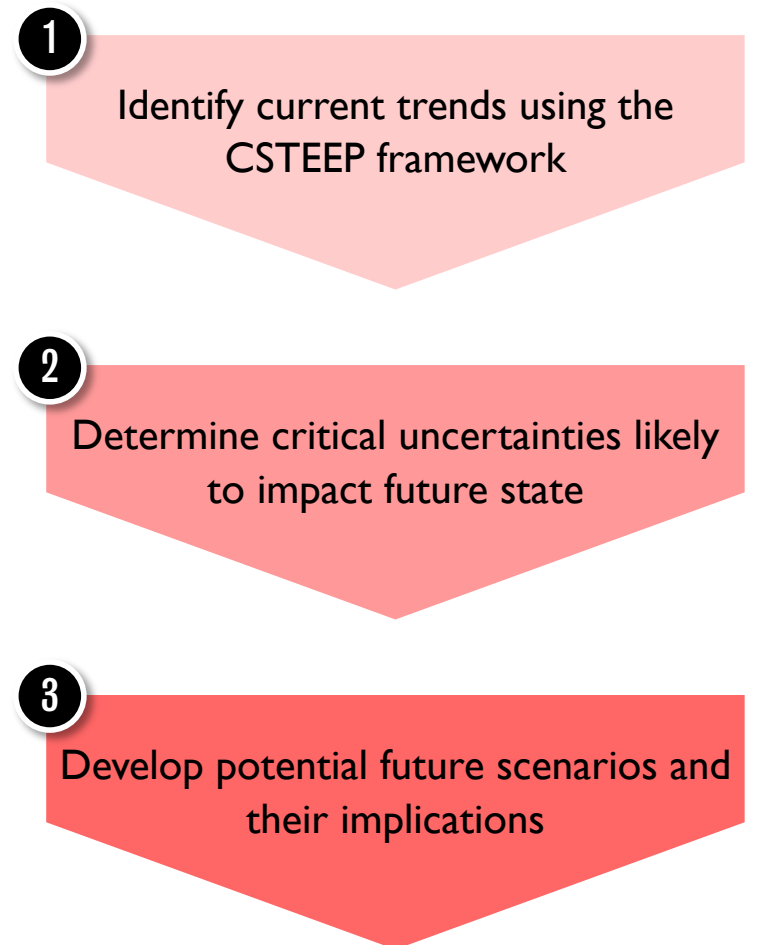 1
Identify current trends using the
CSTEEP framework
2
Determine critical uncertainties likely
to impact future state
3
Develop potential future scenarios and
their implications